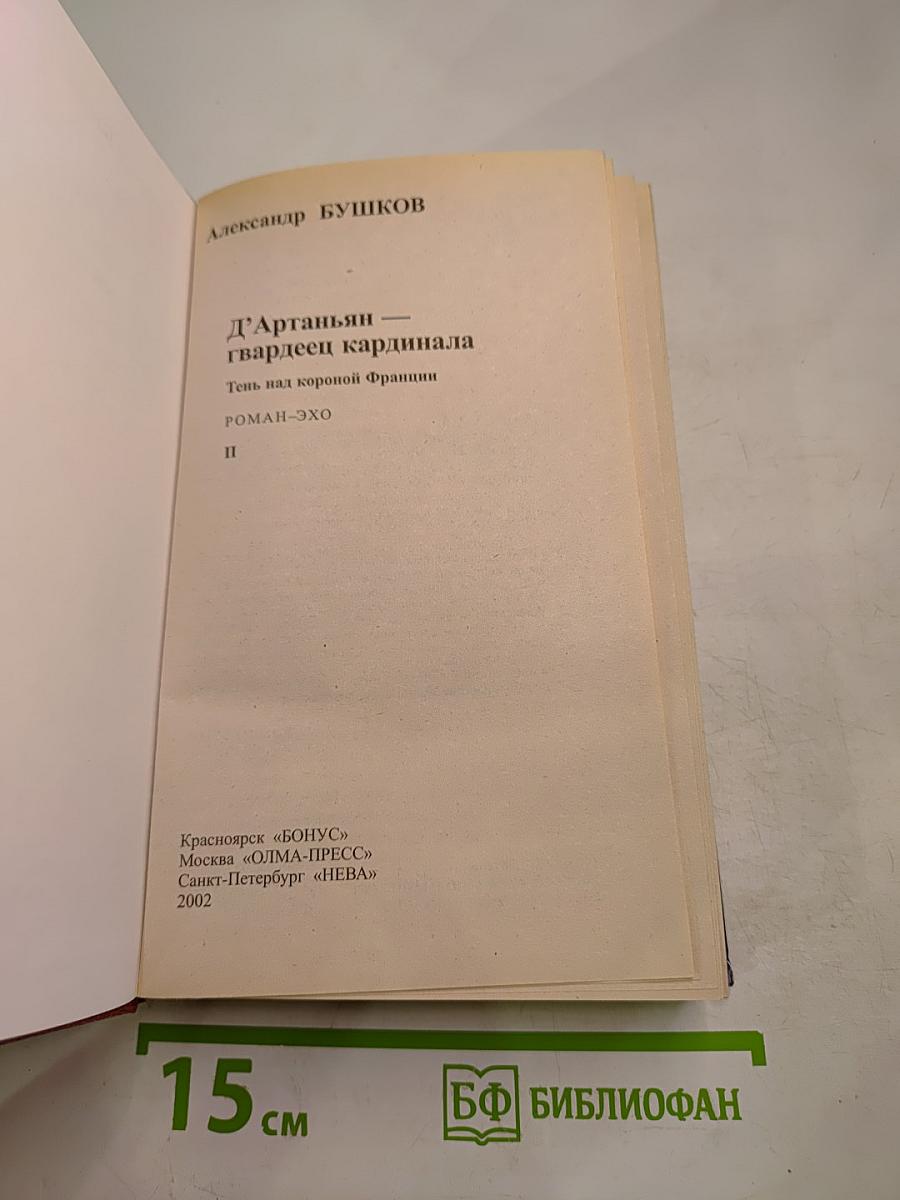 Александр БУШКОВ
Д’Артаньян —
гвардеец кардинала
Тень над короной Франции
РОМАН-ЭХО
II
Красноярск «БОНУС»
Москва «ОЛМА-ПРЕСС»
Санкт-Петербург «НЕВА»
2002
15 см
БФ БИБЛИОФАН